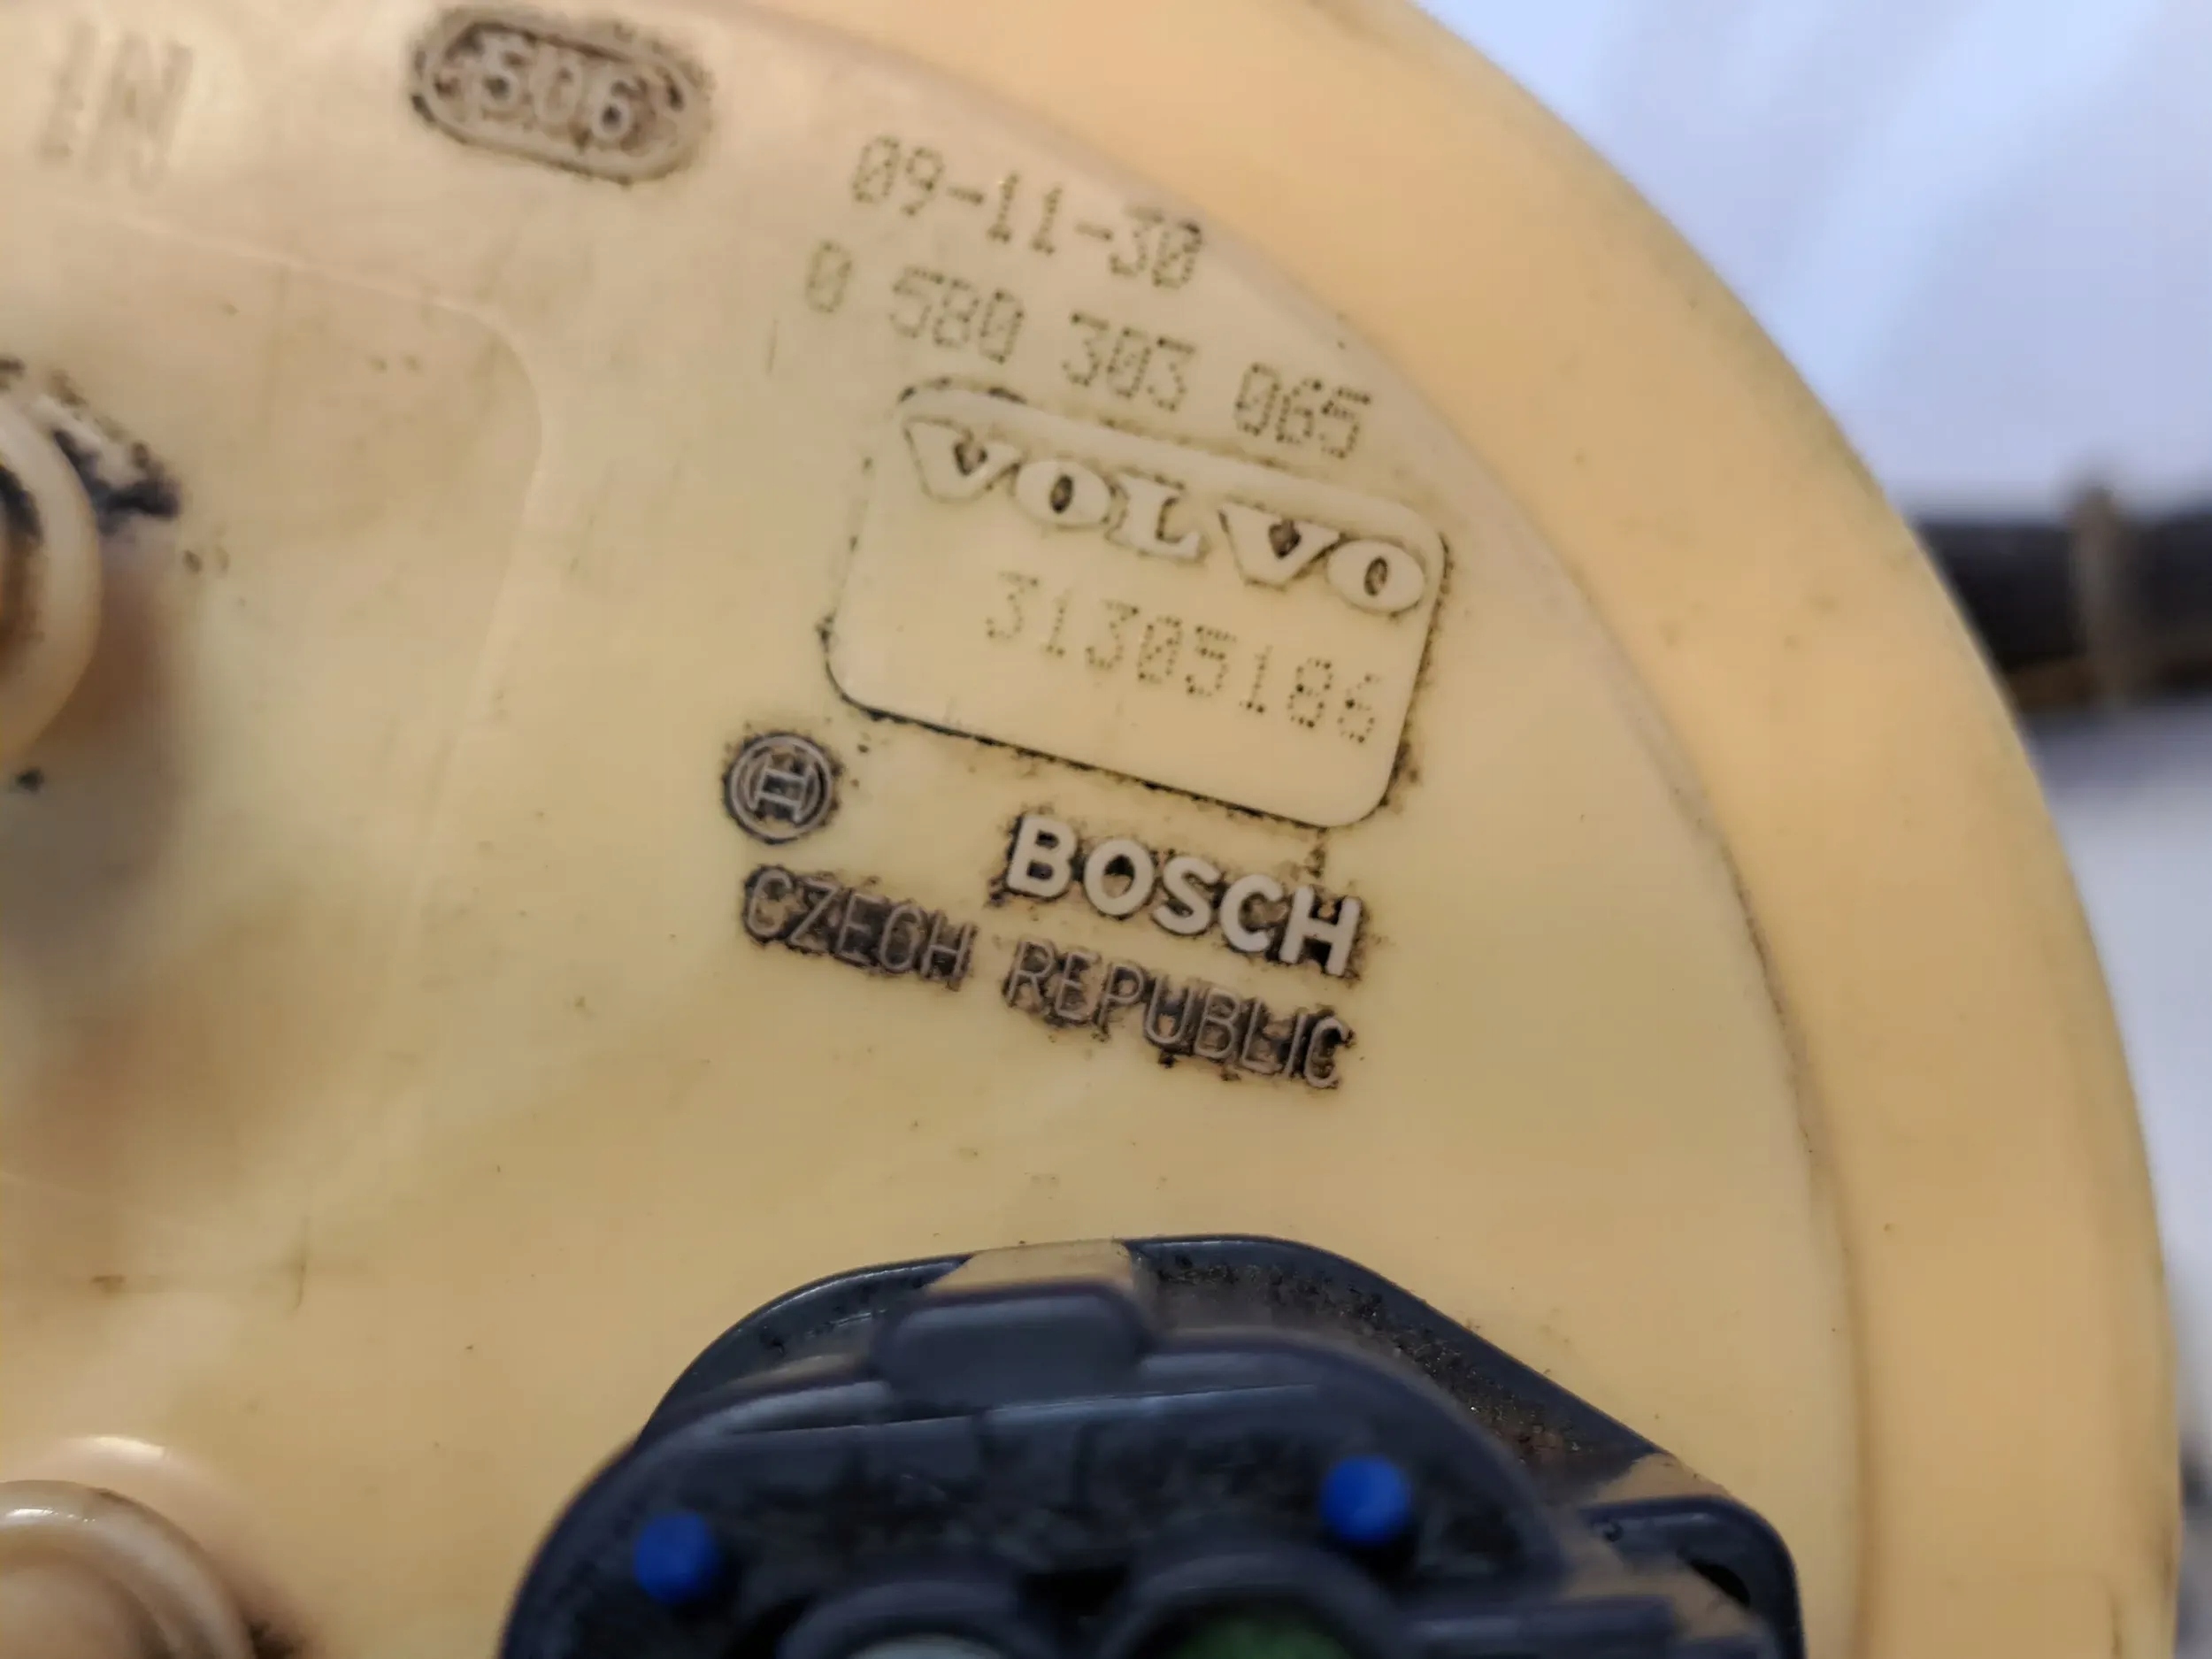 IN
506
09-11-30
0 580 303 065
VOLVO
31305186
BOSCH
CZECH REPUBLIC